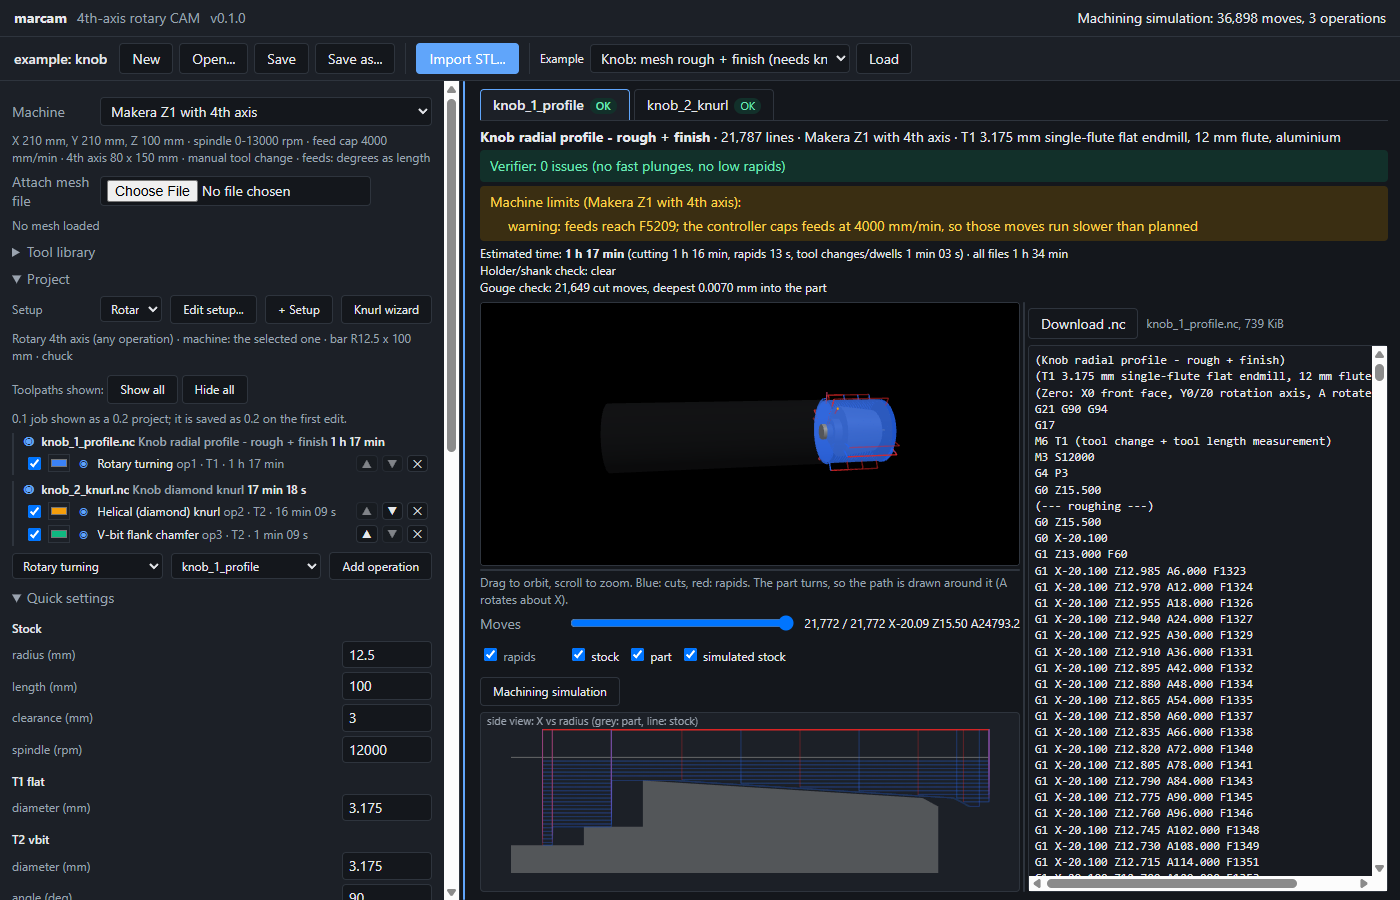 marcam 4th-axis rotary CAM v0.1.0
Machining simulation: 36,898 moves, 3 operations
example: knob New Open... Save Save as... Import STL... Example Knob: mesh rough + finish (needs kn Load
Machine Makera Z1 with 4th axis
X 210 mm, Y 210 mm, Z 100 mm · spindle 0-13000 rpm · feed cap 4000
mm/min · 4th axis 80 x 150 mm · manual tool change · feeds: degrees as length
Attach mesh
file
Choose File No file chosen
No mesh loaded
Tool library
Project
Setup Rotar Edit setup... + Setup Knurl wizard
Rotary 4th axis (any operation) · machine: the selected one · bar R12.5 x 100
mm · chuck
Toolpaths shown: Show all Hide all
0.1 job shown as a 0.2 project; it is saved as 0.2 on the first edit.
knob_1_profile.nc Knob radial profile - rough + finish 1 h 17 min
Rotary turning op1 · T1 · 1 h 17 min
knob_2_knurl.nc Knob diamond knurl 17 min 18 s
Helical (diamond) knurl op2 · T2 · 16 min 09 s
V-bit flank chamfer op3 · T2 · 1 min 09 s
Rotary turning knob_1_profile Add operation
Quick settings
Stock
radius (mm) 12.5
length (mm) 100
clearance (mm) 3
spindle (rpm) 12000
T1 flat
diameter (mm) 3.175
T2 vbit
diameter (mm) 3.175
angle (deg) 90
knob_1_profile OK knob_2_knurl OK
Knob radial profile - rough + finish · 21,787 lines · Makera Z1 with 4th axis · T1 3.175 mm single-flute flat endmill, 12 mm flute, aluminium
Verifier: 0 issues (no fast plunges, no low rapids)
Machine limits (Makera Z1 with 4th axis):
warning: feeds reach F5209; the controller caps feeds at 4000 mm/min, so those moves run slower than planned
Estimated time: 1 h 17 min (cutting 1 h 16 min, rapids 13 s, tool changes/dwells 1 min 03 s) · all files 1 h 34 min
Holder/shank check: clear
Gouge check: 21,649 cut moves, deepest 0.0070 mm into the part
Drag to orbit, scroll to zoom. Blue: cuts, red: rapids. The part turns, so the path is drawn around it (A
rotates about X).
Moves 21,772 / 21,772 X-20.09 Z15.50 A24793.2
rapids stock part simulated stock
Machining simulation
side view: X vs radius (grey: part, line: stock)
Download .nc knob_1_profile.nc, 739 KiB
(Knob radial profile - rough + finish)
(T1 3.175 mm single-flute flat endmill, 12 mm flute
(Zero: X0 front face, Y0/Z0 rotation axis, A rotate
G21 G90 G94
G17
M6 T1 (tool change + tool length measurement)
M3 S12000
G4 P3
G0 Z15.500
(--- roughing ---)
G0 Z15.500
G0 X-20.100
G1 Z13.000 F60
G1 X-20.100 Z12.985 A6.000 F1323
G1 X-20.100 Z12.970 A12.000 F1324
G1 X-20.100 Z12.955 A18.000 F1326
G1 X-20.100 Z12.940 A24.000 F1327
G1 X-20.100 Z12.925 A30.000 F1329
G1 X-20.100 Z12.910 A36.000 F1331
G1 X-20.100 Z12.895 A42.000 F1332
G1 X-20.100 Z12.880 A48.000 F1334
G1 X-20.100 Z12.865 A54.000 F1335
G1 X-20.100 Z12.850 A60.000 F1337
G1 X-20.100 Z12.835 A66.000 F1338
G1 X-20.100 Z12.820 A72.000 F1340
G1 X-20.100 Z12.805 A78.000 F1341
G1 X-20.100 Z12.790 A84.000 F1343
G1 X-20.100 Z12.775 A90.000 F1345
G1 X-20.100 Z12.760 A96.000 F1346
G1 X-20.100 Z12.745 A102.000 F1348
G1 X-20.100 Z12.730 A108.000 F1349
G1 X-20.100 Z12.715 A114.000 F1351